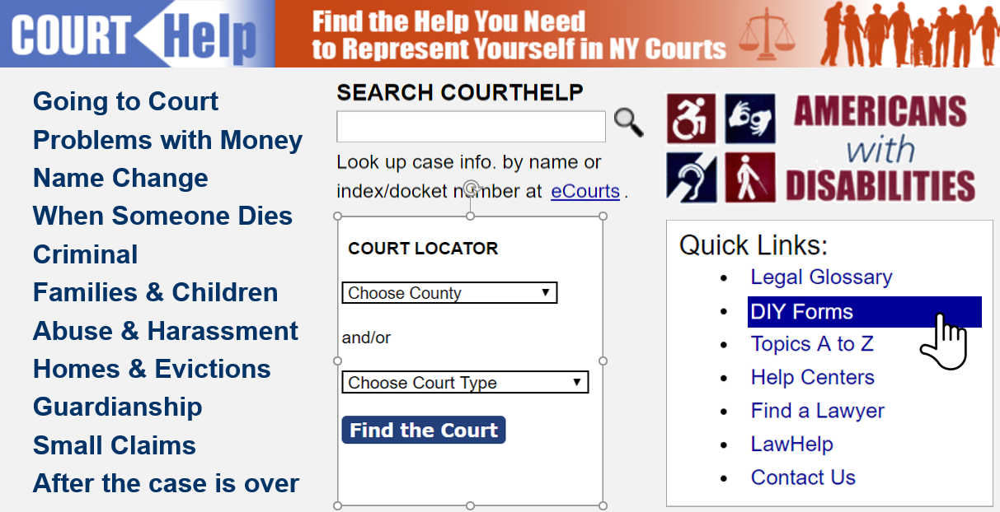 COURT Help
Find the Help You Need
to Represent Yourself in NY Courts
Going to Court
Problems with Money
Name Change
When Someone Dies
Criminal
Families & Children
Abuse & Harassment
Homes & Evictions
Guardianship
Small Claims
After the case is over
SEARCH COURTHELP
Look up case info. by name or
index/docket number at eCourts .
COURT LOCATOR
Choose County
and/or
Choose Court Type
Find the Court
AMERICANS
with
DISABILITIES
Quick Links:
• Legal Glossary
• DIY Forms
• Topics A to Z
• Help Centers
• Find a Lawyer
• LawHelp
• Contact Us